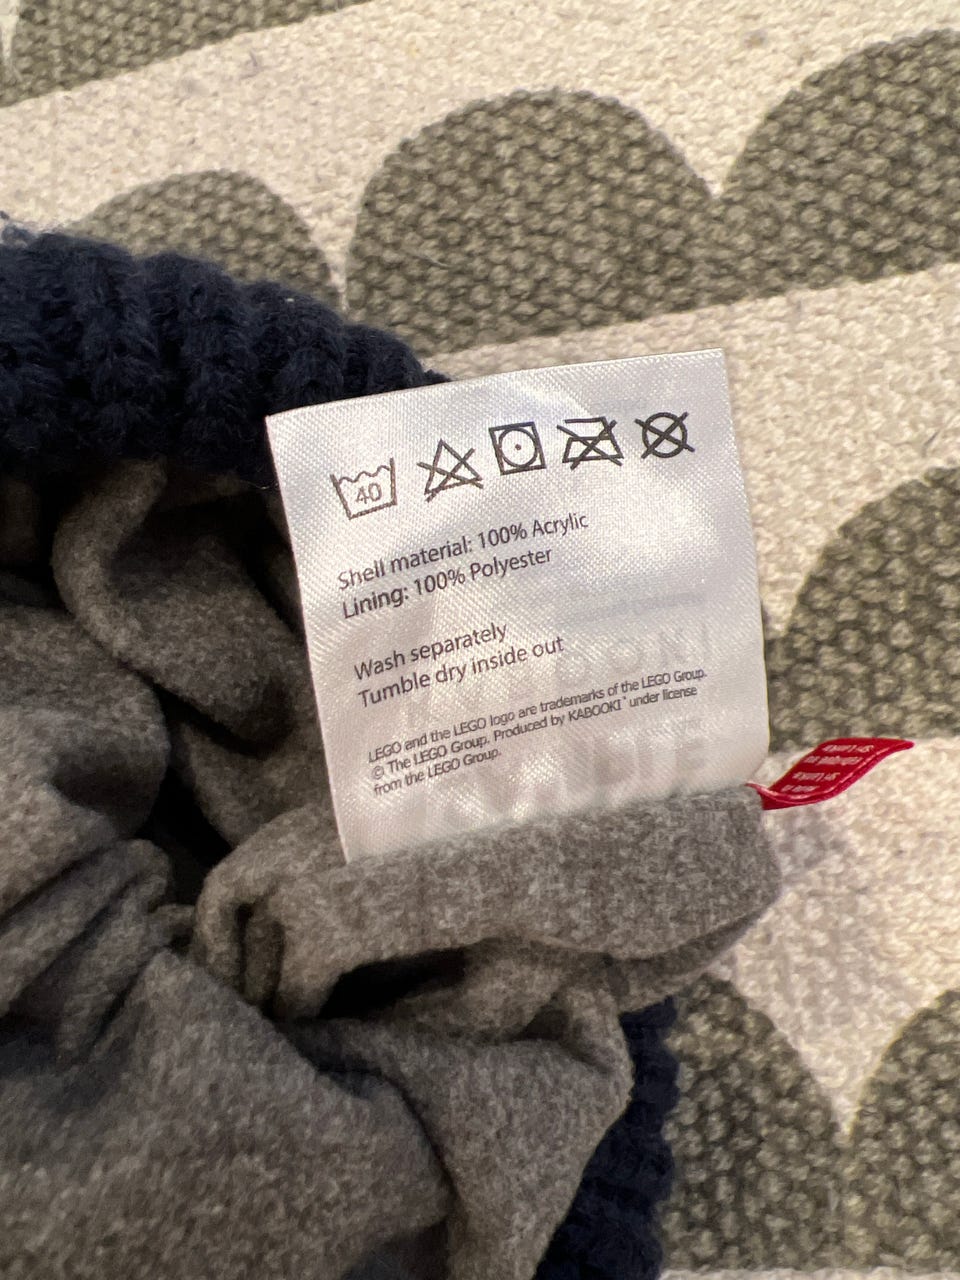 40
Shell material: 100% Acrylic
Lining: 100% Polyester
Wash separately
Tumble dry inside out
LEGO and the LEGO logo are trademarks of the LEGO Group.
© The LEGO Group. Produced by KABOOKI™ under license
from the LEGO Group.